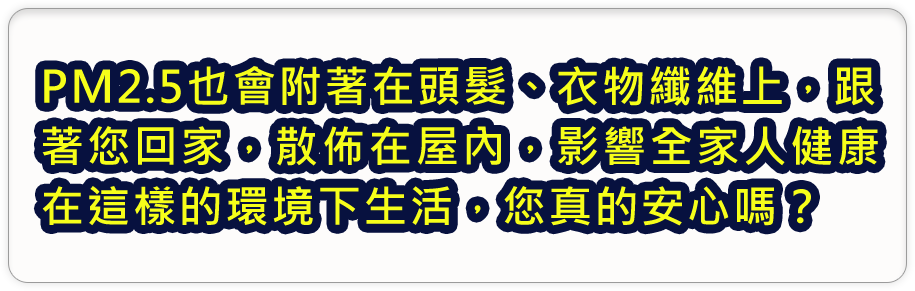 PM2.5也會附著在頭髮、衣物纖維上，跟
著您回家，散佈在屋內，影響全家人健康
在這樣的環境下生活，您真的安心嗎？